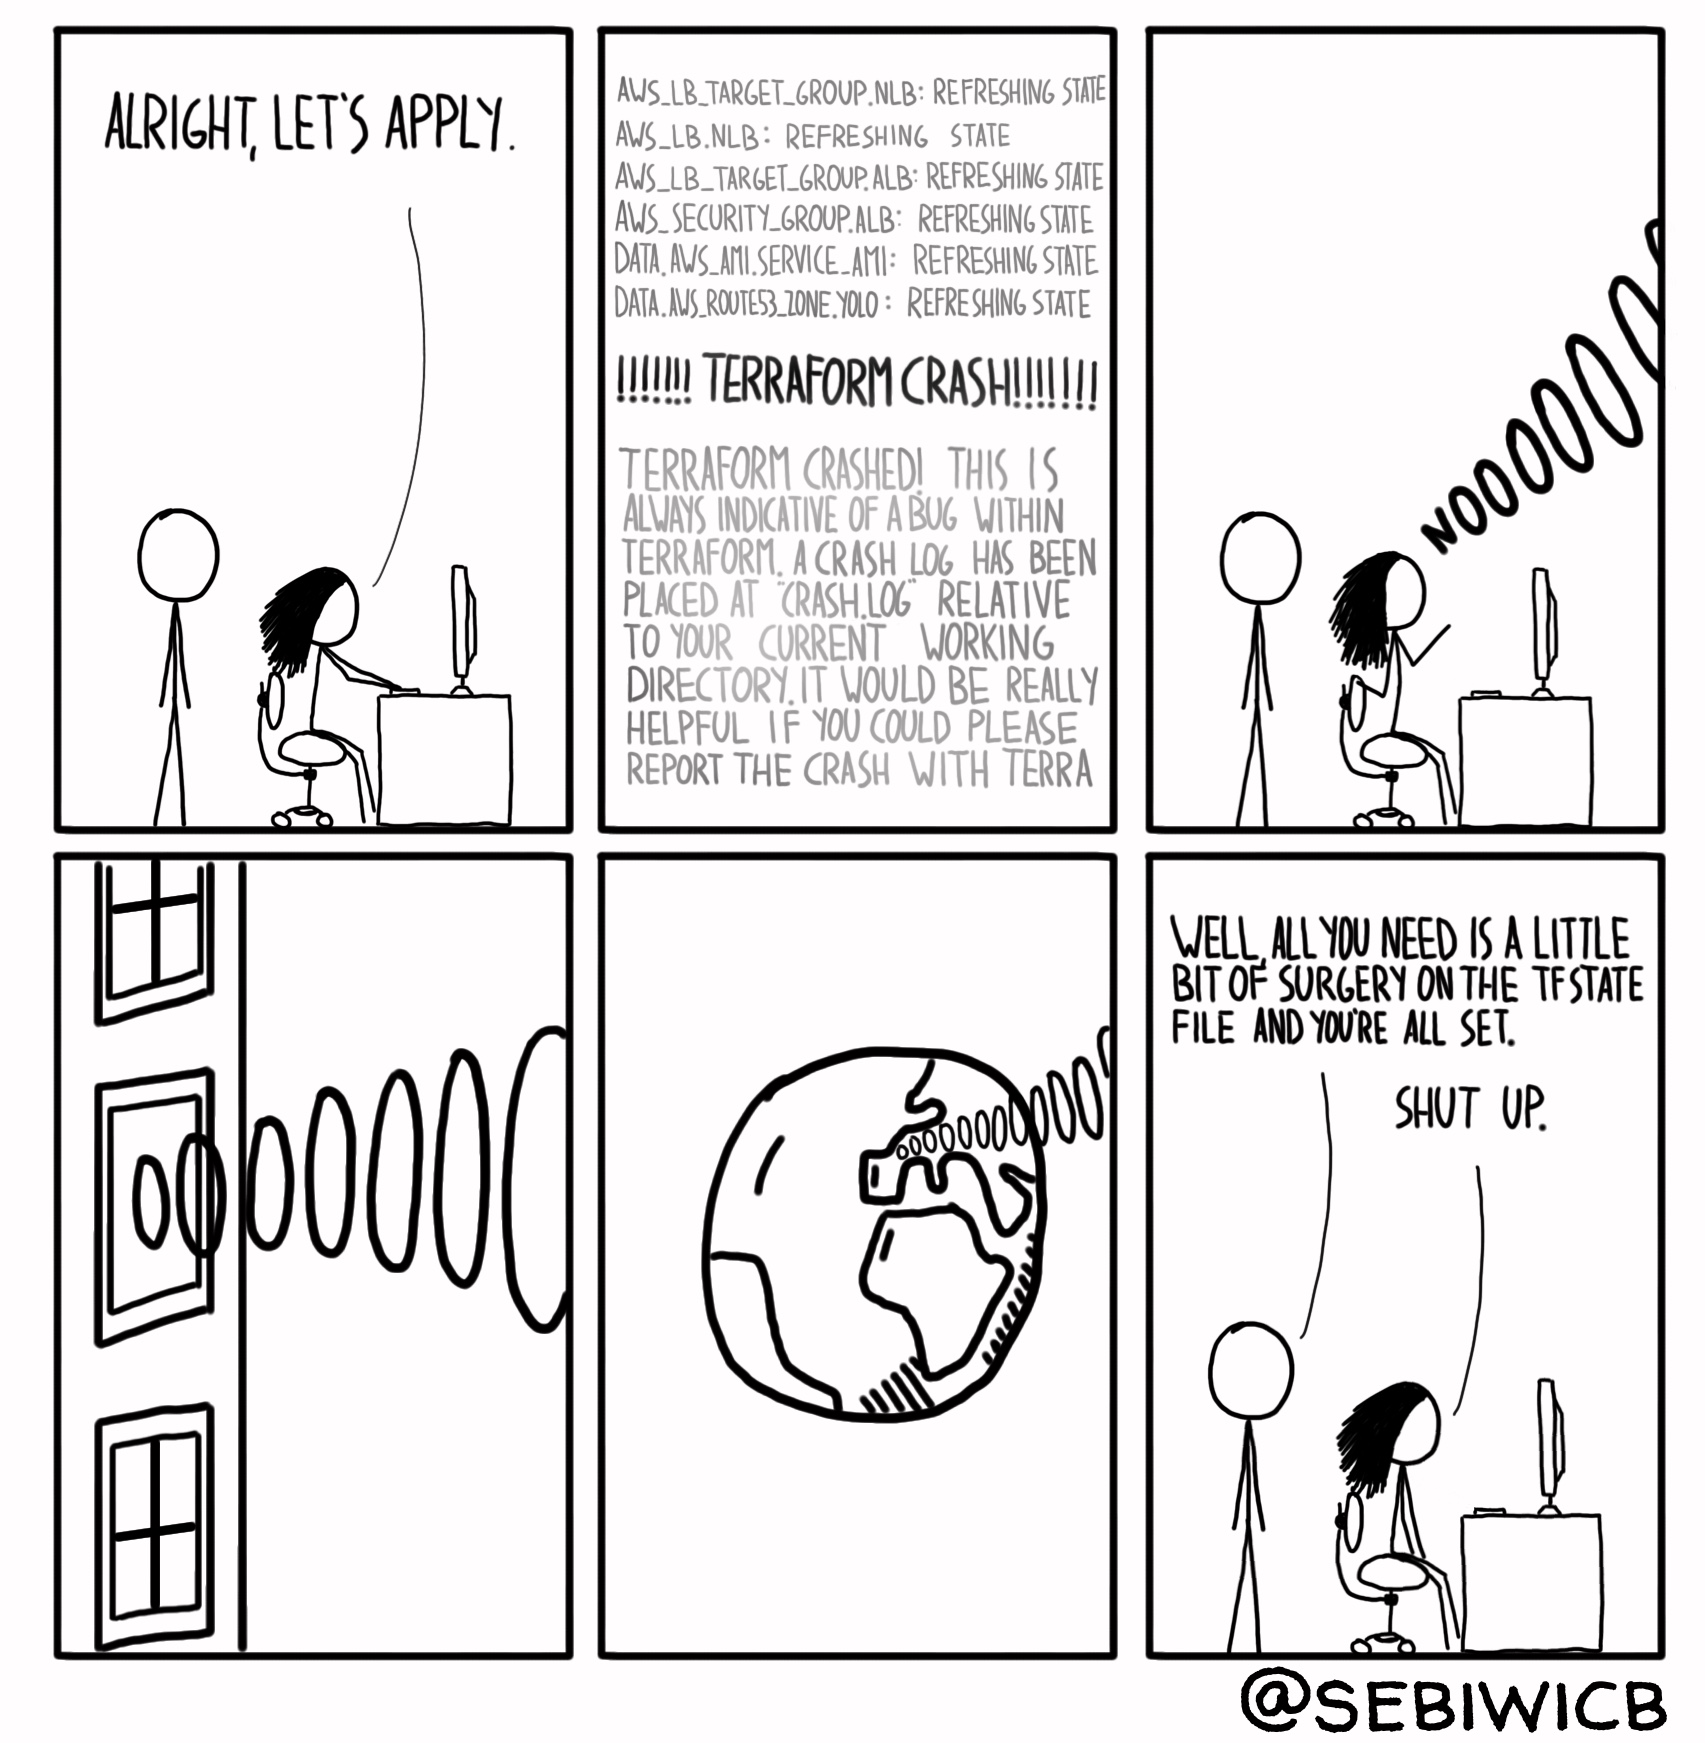 ALRIGHT, LET'S APPLY.
AWS_LB_TARGET_GROUP.NLB: REFRESHING STATE
AWS_LB.NLB: REFRESHING STATE
AWS_LB_TARGET_GROUP.ALB: REFRESHING STATE
AWS_SECURITY_GROUP.ALB: REFRESHING STATE
DATA.AWS_AMI.SERVICE_AMI: REFRESHING STATE
DATA.AWS_ROUTE53_ZONE.YOLO: REFRESHING STATE
!!!!!!! TERRAFORM CRASH!!!!!!!
TERRAFORM CRASHED! THIS IS
ALWAYS INDICATIVE OF A BUG WITHIN
TERRAFORM. A CRASH LOG HAS BEEN
PLACED AT "CRASH.LOG" RELATIVE
TO YOUR CURRENT WORKING
DIRECTORY. IT WOULD BE REALLY
HELPFUL IF YOU COULD PLEASE
REPORT THE CRASH WITH TERRA
NOOOOOOOO
OOOOOOO
OOOOOOOOOO
WELL, ALL YOU NEED IS A LITTLE
BIT OF SURGERY ON THE TFSTATE
FILE AND YOU'RE ALL SET.
SHUT UP.
@SEBIWICB